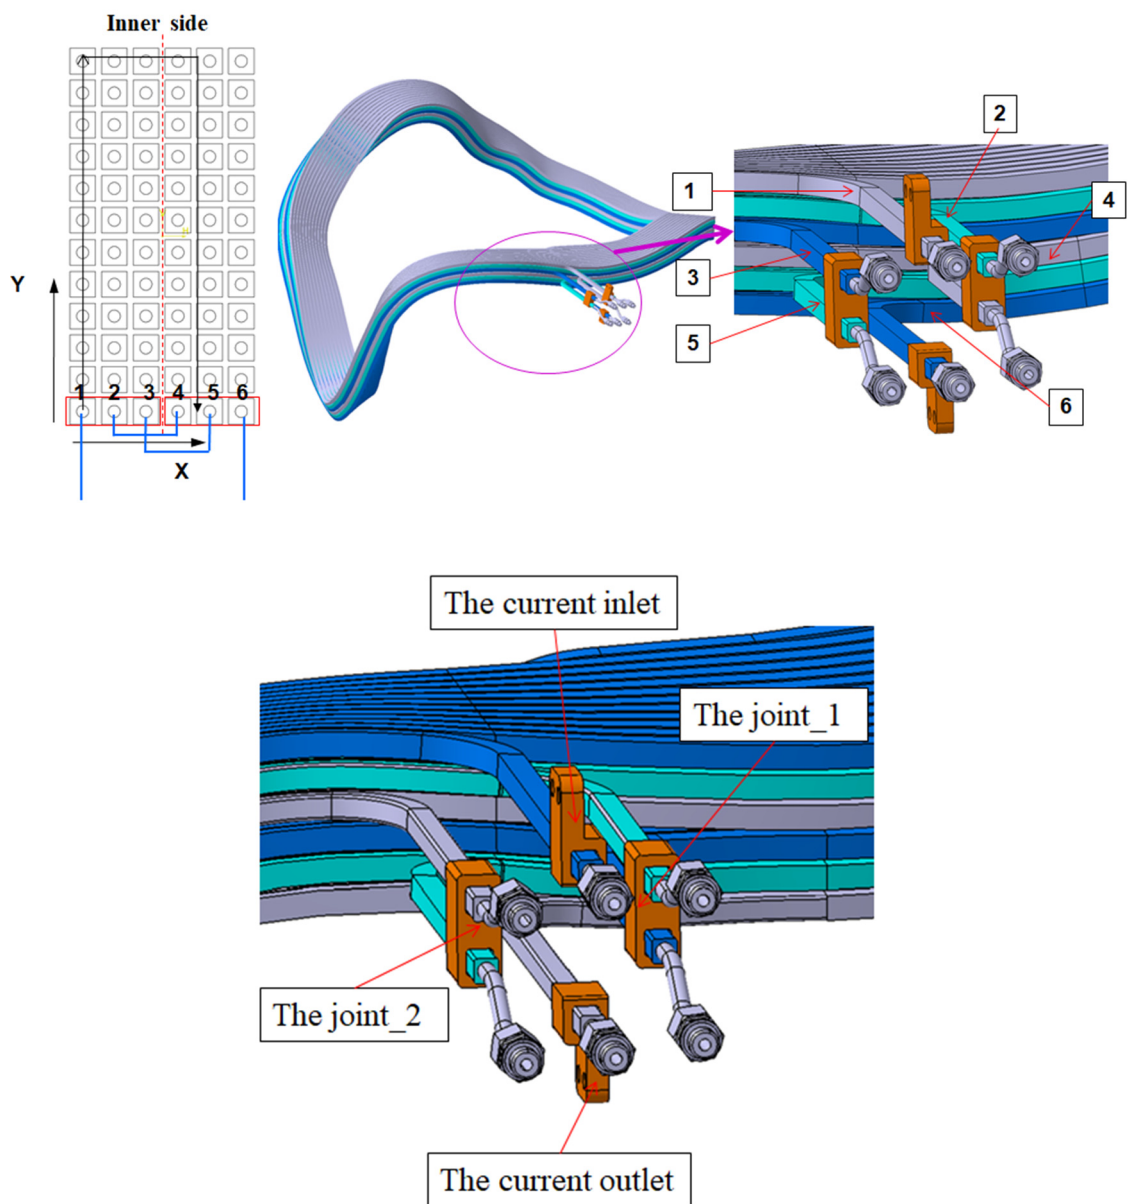 Inner side
Y
1 2 3 4 5 6
X
1
2
3
4
5
6
The current inlet
The joint_1
The joint_2
The current outlet